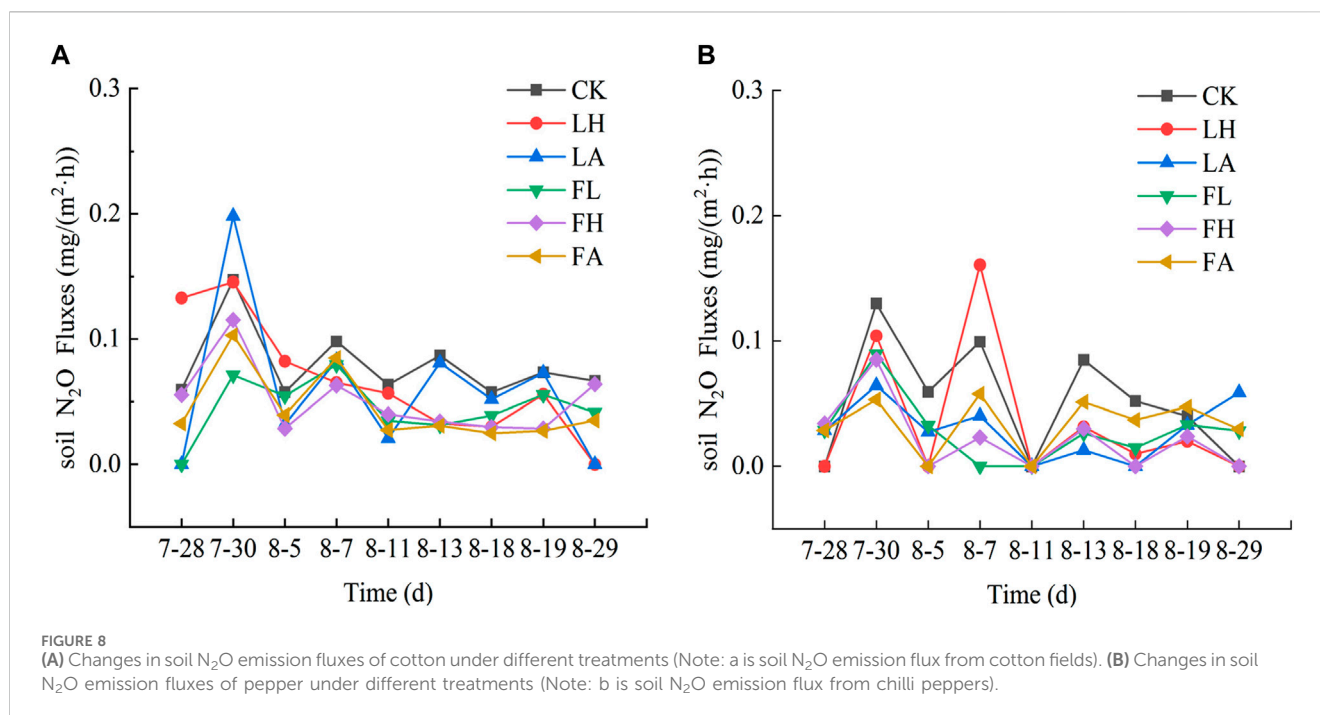 A
B
0.3
0.2
0.1
0.0
soil N₂O Fluxes (mg/(m²·h))
CK
LH
LA
FL
FH
FA
7-28 7-30 8-5 8-7 8-11 8-13 8-18 8-19 8-29
Time (d)
0.3
0.2
0.1
0.0
soil N₂O Fluxes (mg/(m²·h))
CK
LH
LA
FL
FH
FA
7-28 7-30 8-5 8-7 8-11 8-13 8-18 8-19 8-29
Time (d)
FIGURE 8
(A) Changes in soil N₂O emission fluxes of cotton under different treatments (Note: a is soil N₂O emission flux from cotton fields). (B) Changes in soil
N₂O emission fluxes of pepper under different treatments (Note: b is soil N₂O emission flux from chilli peppers).